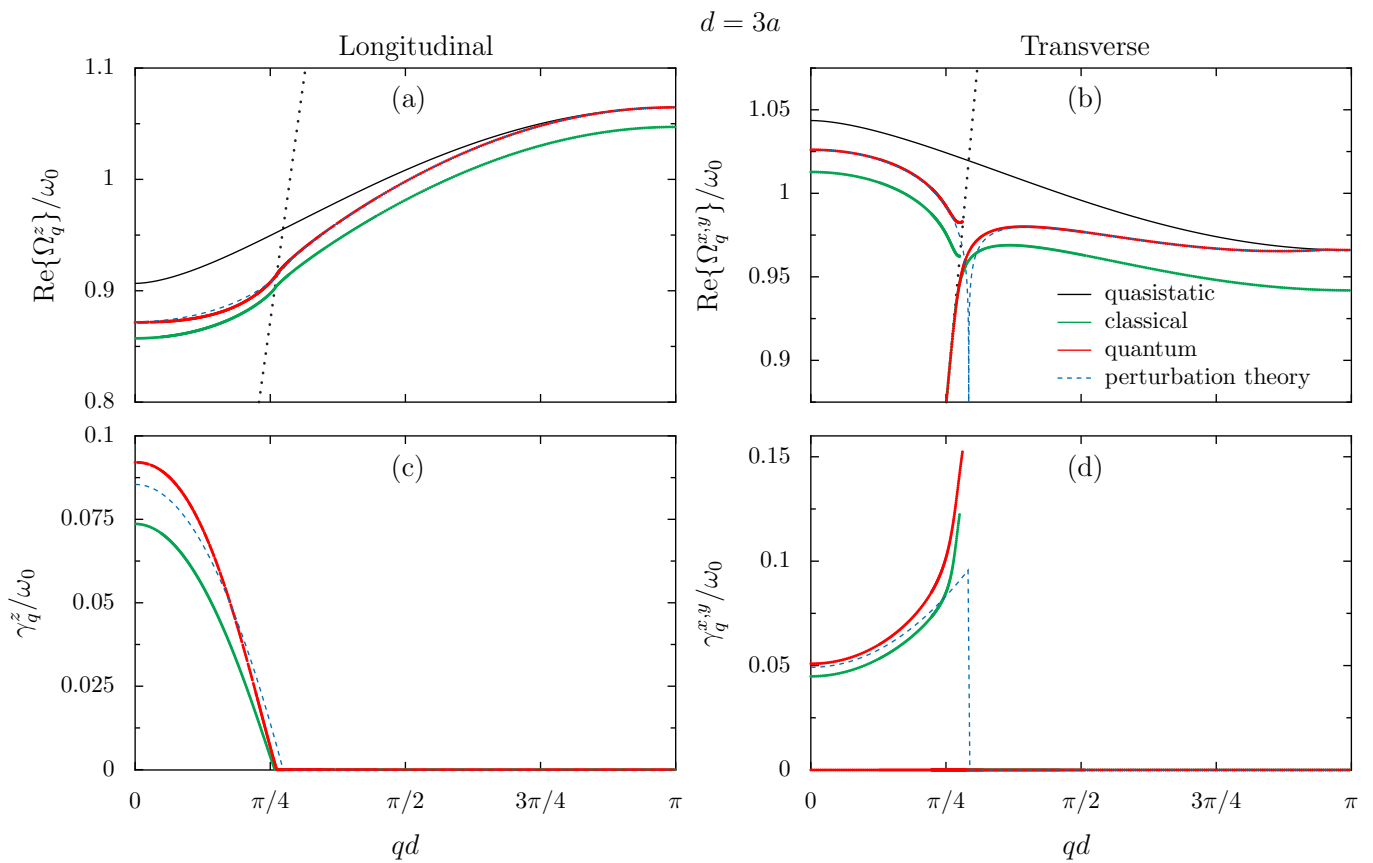 d = 3a
Longitudinal
Transverse
(a)
1.1
1
0.9
0.8
Re{Ω_q^z}/ω_0
(b)
1.05
1
0.95
0.9
Re{Ω_q^{x,y}}/ω_0
quasistatic
classical
quantum
perturbation theory
(c)
0.1
0.075
0.05
0.025
0
γ_q^z/ω_0
0 π/4 π/2 3π/4 π
qd
(d)
0.15
0.1
0.05
0
γ_q^{x,y}/ω_0
0 π/4 π/2 3π/4 π
qd